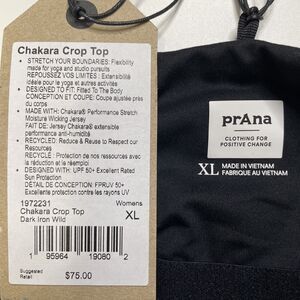 Chakara Crop Top
• STRETCH YOUR BOUNDARIES: Flexibility
made for yoga and studio pursuits
REPOUSSEZ VOS LIMITES : Extensibilité
idéale pour le yoga et autres activités
• DESIGNED TO FIT: Fitted To The Body
CONCEPTION ET COUPE: Coupe ajustée près
du corps
• MADE WITH: Chakara® Performance Stretch
Moisture Wicking Jersey
FAIT DE: Jersey Chakara® extensible
performance anti-humidité
• RECYCLED: Reduce & Reuse to Respect our
Resources
RECYCLÉ : Protection de nos ressources avec
la réduction et le recyclage
• DESIGNED WITH: UPF 50+ Excellent Rated
Sun Protection
DÉTAIL DE CONCEPTION: FPRUV 50+
Excellente protection contre les rayons UV
1972231
Womens
Chakara Crop Top
XL
Dark Iron Wild
1 95964 19080 2
Suggested
Retail
$75.00
prAna
CLOTHING FOR
POSITIVE CHANGE
XL
MADE IN VIETNAM
FABRIQUÉ AU VIETNAM